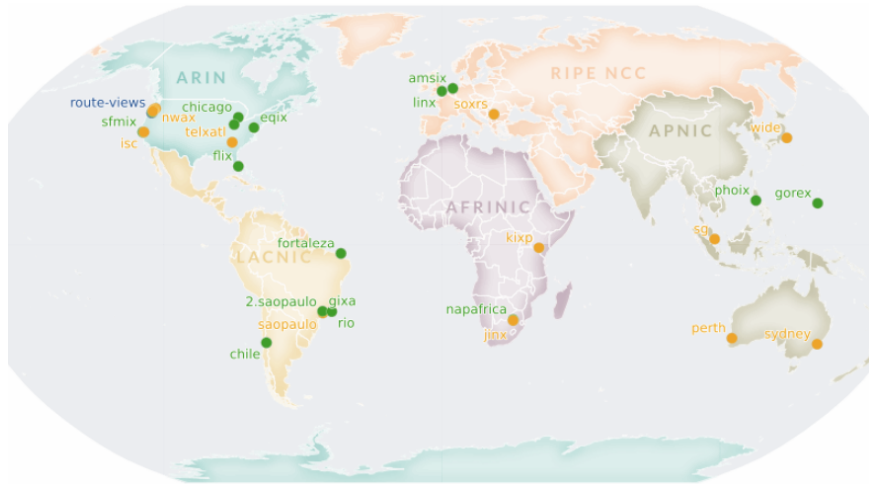 ARIN
RIPE NCC
amsix
linx
soxrs
route-views
chicago
nwax
eqix
sfmix
telxatl
isc
flix
APNIC
wide
phoix
gorex
AFRINIC
sg
kixp
fortaleza
LACNIC
2.saopaulo
gixa
saopaulo
rio
napafrica
jinx
chile
perth
sydney